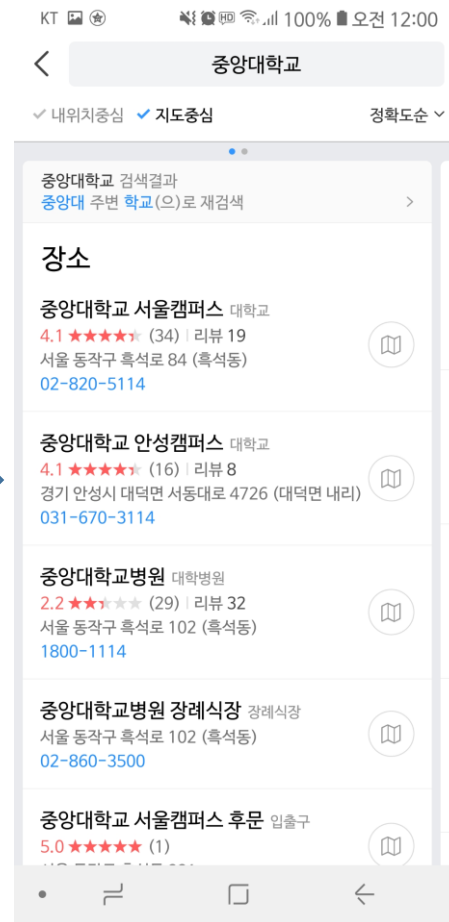 KT HD 100% 오전 12:00
중앙대학교
내위치중심 지도중심 정확도순
중앙대학교 검색결과
중앙대 주변 학교(으)로 재검색
장소
중앙대학교 서울캠퍼스 대학교
4.1 ★★★★★ (34) 리뷰 19
서울 동작구 흑석로 84 (흑석동)
02-820-5114
중앙대학교 안성캠퍼스 대학교
4.1 ★★★★★ (16) 리뷰 8
경기 안성시 대덕면 서동대로 4726 (대덕면 내리)
031-670-3114
중앙대학교병원 대학병원
2.2 ★★★★★ (29) 리뷰 32
서울 동작구 흑석로 102 (흑석동)
1800-1114
중앙대학교병원 장례식장 장례식장
서울 동작구 흑석로 102 (흑석동)
02-860-3500
중앙대학교 서울캠퍼스 후문 입출구
5.0 ★★★★★ (1)